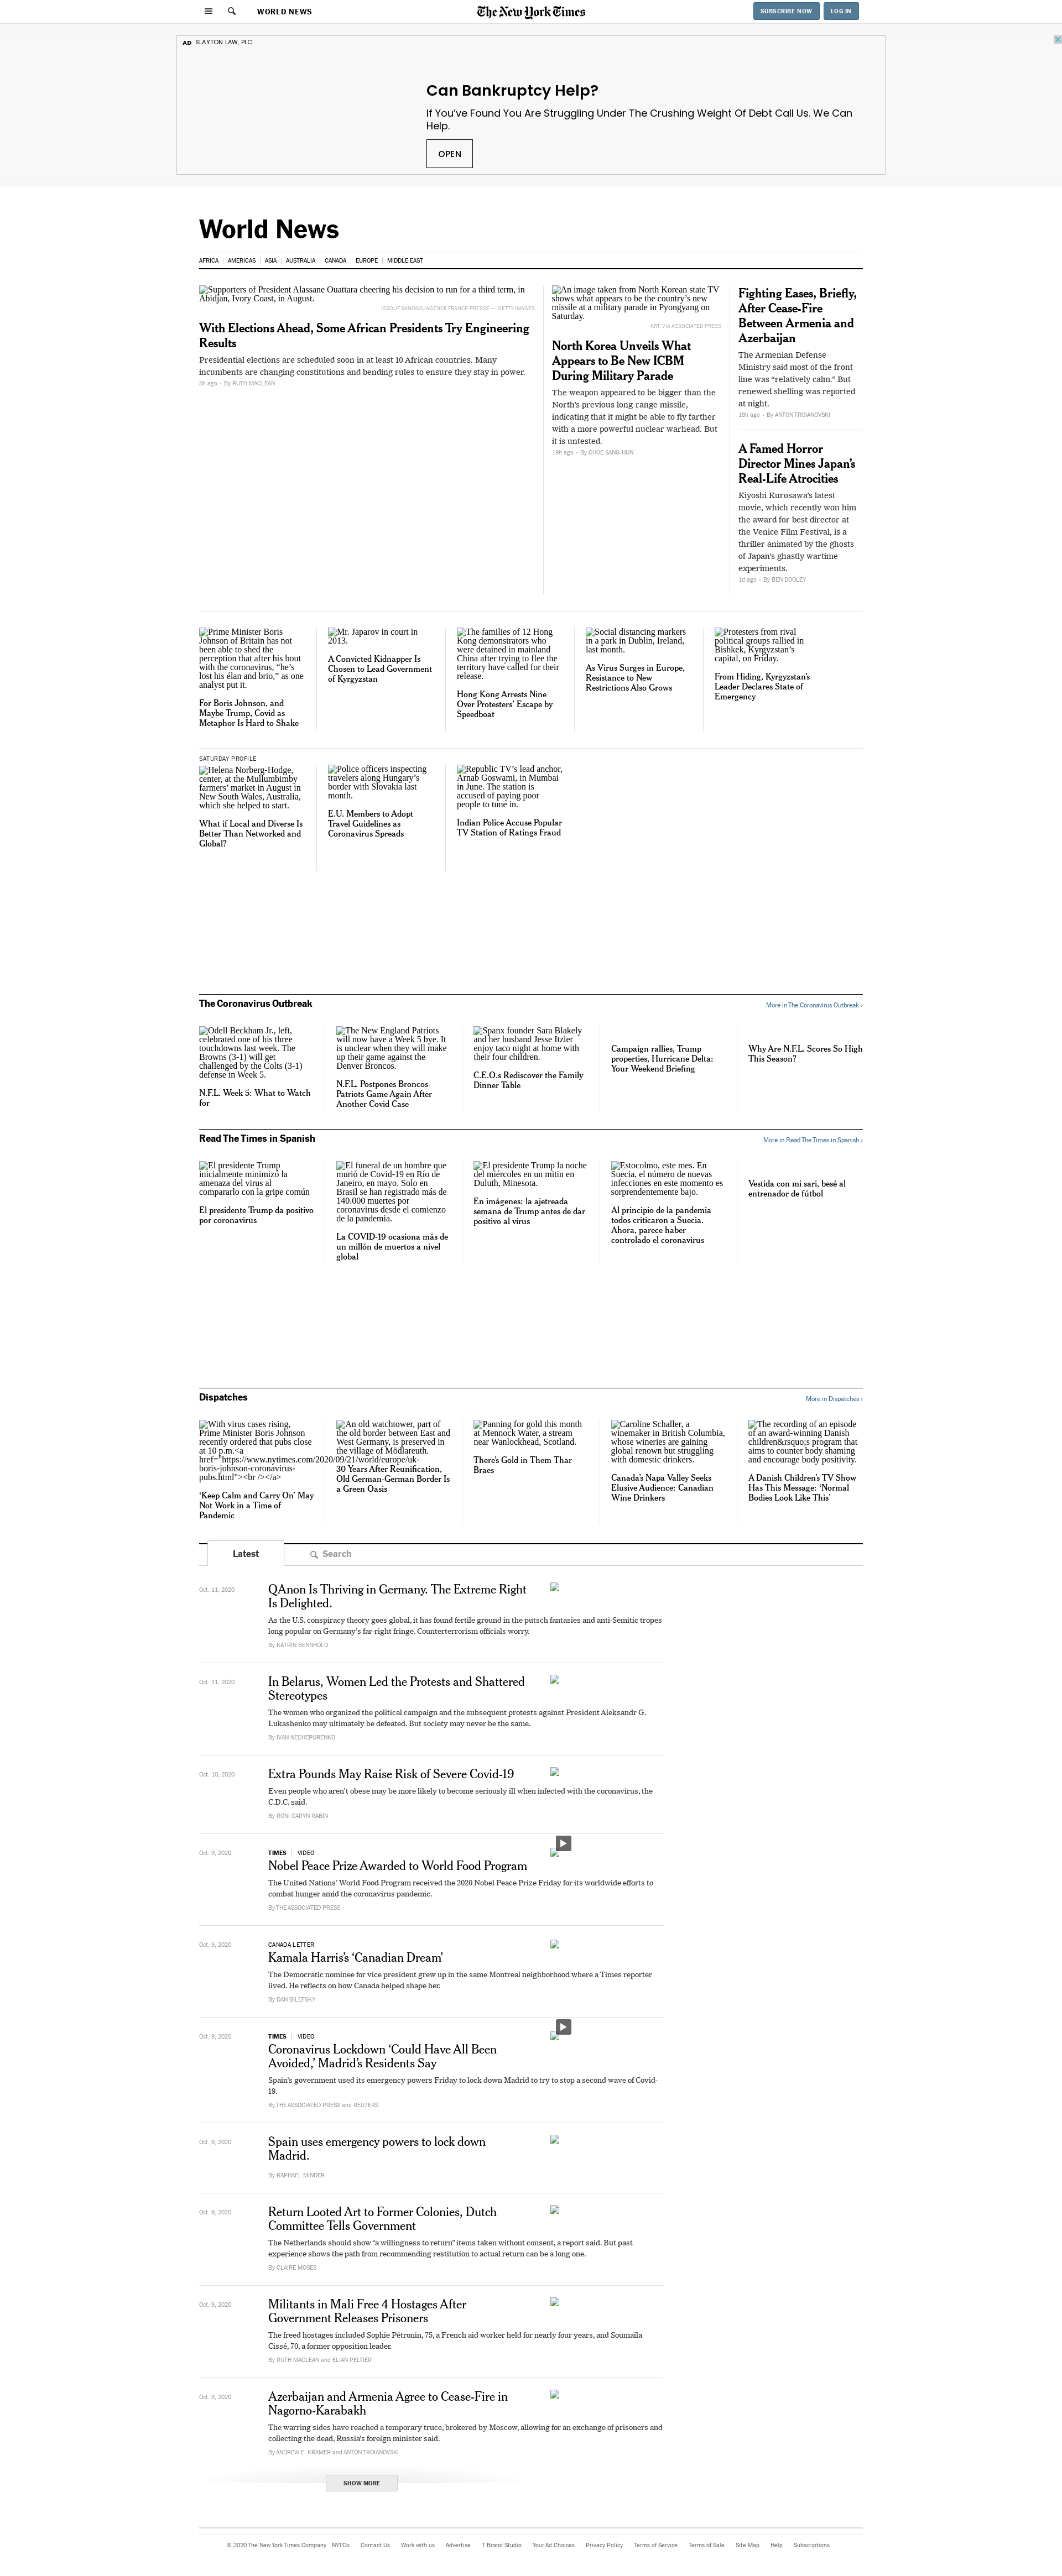 WORLD NEWS
The New York Times
SUBSCRIBE NOW
LOG IN
AD SLAYTON LAW, PLC
Can Bankruptcy Help?
If You've Found You Are Struggling Under The Crushing Weight Of Debt Call Us. We Can
Help.
OPEN
World News
AFRICA
AMERICAS
ASIA
AUSTRALIA
CANADA
EUROPE
MIDDLE EAST
Supporters of President Alassane Ouattara cheering his decision to run for a third term, in
Abidjan, Ivory Coast, in August.
ISSOUF SANOGO/AGENCE FRANCE-PRESSE — GETTY IMAGES
With Elections Ahead, Some African Presidents Try Engineering
Results
Presidential elections are scheduled soon in at least 10 African countries. Many
incumbents are changing constitutions and bending rules to ensure they stay in power.
5h ago · By RUTH MACLEAN
An image taken from North Korean state TV
shows what appears to be the country's new
missile at a military parade in Pyongyang on
Saturday.
KRT, VIA ASSOCIATED PRESS
North Korea Unveils What
Appears to Be New ICBM
During Military Parade
The weapon appeared to be bigger than the
North's previous long-range missile,
indicating that it might be able to fly farther
with a more powerful nuclear warhead. But
it is untested.
19h ago · By CHOE SANG-HUN
Fighting Eases, Briefly,
After Cease-Fire
Between Armenia and
Azerbaijan
The Armenian Defense
Ministry said most of the front
line was “relatively calm.” But
renewed shelling was reported
at night.
18h ago · By ANTON TROIANOVSKI
A Famed Horror
Director Mines Japan's
Real-Life Atrocities
Kiyoshi Kurosawa's latest
movie, which recently won him
the award for best director at
the Venice Film Festival, is a
thriller animated by the ghosts
of Japan's ghastly wartime
experiments.
1d ago · By BEN DOOLEY
Prime Minister Boris
Johnson of Britain has not
been able to shed the
perception that after his bout
with the coronavirus, “he's
lost his élan and brio,” as one
analyst put it.
For Boris Johnson, and
Maybe Trump, Covid as
Metaphor Is Hard to Shake
Mr. Japarov in court in
2013.
A Convicted Kidnapper Is
Chosen to Lead Government
of Kyrgyzstan
The families of 12 Hong
Kong demonstrators who
were detained in mainland
China after trying to flee the
territory have called for their
release.
Hong Kong Arrests Nine
Over Protesters' Escape by
Speedboat
Social distancing markers
in a park in Dublin, Ireland,
last month.
As Virus Surges in Europe,
Resistance to New
Restrictions Also Grows
Protesters from rival
political groups rallied in
Bishkek, Kyrgyzstan's
capital, on Friday.
From Hiding, Kyrgyzstan's
Leader Declares State of
Emergency
SATURDAY PROFILE
Helena Norberg-Hodge,
center, at the Mullumbimby
farmers' market in August in
New South Wales, Australia,
which she helped to start.
What if Local and Diverse Is
Better Than Networked and
Global?
Police officers inspecting
travelers along Hungary's
border with Slovakia last
month.
E.U. Members to Adopt
Travel Guidelines as
Coronavirus Spreads
Republic TV's lead anchor,
Arnab Goswami, in Mumbai
in June. The station is
accused of paying poor
people to tune in.
Indian Police Accuse Popular
TV Station of Ratings Fraud
The Coronavirus Outbreak
More in The Coronavirus Outbreak ›
Odell Beckham Jr., left,
celebrated one of his three
touchdowns last week. The
Browns (3-1) will get
challenged by the Colts (3-1)
defense in Week 5.
N.F.L. Week 5: What to Watch
for
The New England Patriots
will now have a Week 5 bye. It
is unclear when they will make
up their game against the
Denver Broncos.
N.F.L. Postpones Broncos-
Patriots Game Again After
Another Covid Case
Spanx founder Sara Blakely
and her husband Jesse Itzler
enjoy taco night at home with
their four children.
C.E.O.s Rediscover the Family
Dinner Table
Campaign rallies, Trump
properties, Hurricane Delta:
Your Weekend Briefing
Why Are N.F.L. Scores So High
This Season?
Read The Times in Spanish
More in Read The Times in Spanish ›
El presidente Trump
inicialmente minimizó la
amenaza del virus al
compararlo con la gripe común
El presidente Trump da positivo
por coronavirus
El funeral de un hombre que
murió de Covid-19 en Río de
Janeiro, en mayo. Solo en
Brasil se han registrado más de
140.000 muertes por
coronavirus desde el comienzo
de la pandemia.
La COVID-19 ocasiona más de
un millón de muertos a nivel
global
El presidente Trump la noche
del miércoles en un mitin en
Duluth, Minesota.
En imágenes: la ajetreada
semana de Trump antes de dar
positivo al virus
Estocolmo, este mes. En
Suecia, el número de nuevas
infecciones en este momento es
sorprendentemente bajo.
Al principio de la pandemia
todos criticaron a Suecia.
Ahora, parece haber
controlado el coronavirus
Vestida con mi sari, besé al
entrenador de fútbol
Dispatches
More in Dispatches ›
With virus cases rising,
Prime Minister Boris Johnson
recently ordered that pubs close
at 10 p.m.<a
href="https://www.nytimes.com/2020/09/21/world/europe/uk-
boris-johnson-coronavirus-
pubs.html"><br /></a>
‘Keep Calm and Carry On’ May
Not Work in a Time of
Pandemic
An old watchtower, part of
the old border between East and
West Germany, is preserved in
the village of Mödlareuth.
30 Years After Reunification,
Old German-German Border Is
a Green Oasis
Panning for gold this month
at Mennock Water, a stream
near Wanlockhead, Scotland.
There's Gold in Them Thar
Braes
Caroline Schaller, a
winemaker in British Columbia,
whose wineries are gaining
global renown but struggling
with domestic drinkers.
Canada's Napa Valley Seeks
Elusive Audience: Canadian
Wine Drinkers
The recording of an episode
of an award-winning Danish
children&rsquo;s program that
aims to counter body shaming
and encourage body positivity.
A Danish Children's TV Show
Has This Message: ‘Normal
Bodies Look Like This’
Latest
Search
Oct. 11, 2020
QAnon Is Thriving in Germany. The Extreme Right
Is Delighted.
As the U.S. conspiracy theory goes global, it has found fertile ground in the putsch fantasies and anti-Semitic tropes
long popular on Germany's far-right fringe. Counterterrorism officials worry.
By KATRIN BENNHOLD
Oct. 11, 2020
In Belarus, Women Led the Protests and Shattered
Stereotypes
The women who organized the political campaign and the subsequent protests against President Aleksandr G.
Lukashenko may ultimately be defeated. But society may never be the same.
By IVAN NECHEPURENKO
Oct. 10, 2020
Extra Pounds May Raise Risk of Severe Covid-19
Even people who aren't obese may be more likely to become seriously ill when infected with the coronavirus, the
C.D.C. said.
By RONI CARYN RABIN
Oct. 9, 2020
TIMES | VIDEO
Nobel Peace Prize Awarded to World Food Program
The United Nations' World Food Program received the 2020 Nobel Peace Prize Friday for its worldwide efforts to
combat hunger amid the coronavirus pandemic.
By THE ASSOCIATED PRESS
Oct. 9, 2020
CANADA LETTER
Kamala Harris's ‘Canadian Dream’
The Democratic nominee for vice president grew up in the same Montreal neighborhood where a Times reporter
lived. He reflects on how Canada helped shape her.
By DAN BILEFSKY
Oct. 9, 2020
TIMES | VIDEO
Coronavirus Lockdown ‘Could Have All Been
Avoided,’ Madrid's Residents Say
Spain's government used its emergency powers Friday to lock down Madrid to try to stop a second wave of Covid-
19.
By THE ASSOCIATED PRESS and REUTERS
Oct. 9, 2020
Spain uses emergency powers to lock down
Madrid.
By RAPHAEL MINDER
Oct. 9, 2020
Return Looted Art to Former Colonies, Dutch
Committee Tells Government
The Netherlands should show “a willingness to return” items taken without consent, a report said. But past
experience shows the path from recommending restitution to actual return can be a long one.
By CLAIRE MOSES
Oct. 9, 2020
Militants in Mali Free 4 Hostages After
Government Releases Prisoners
The freed hostages included Sophie Pétronin, 75, a French aid worker held for nearly four years, and Soumaïla
Cissé, 70, a former opposition leader.
By RUTH MACLEAN and ELIAN PELTIER
Oct. 9, 2020
Azerbaijan and Armenia Agree to Cease-Fire in
Nagorno-Karabakh
The warring sides have reached a temporary truce, brokered by Moscow, allowing for an exchange of prisoners and
collecting the dead, Russia's foreign minister said.
By ANDREW E. KRAMER and ANTON TROIANOVSKI
SHOW MORE
© 2020 The New York Times Company NYTCo Contact Us Work with us Advertise T Brand Studio Your Ad Choices Privacy Policy Terms of Service Terms of Sale Site Map Help Subscriptions